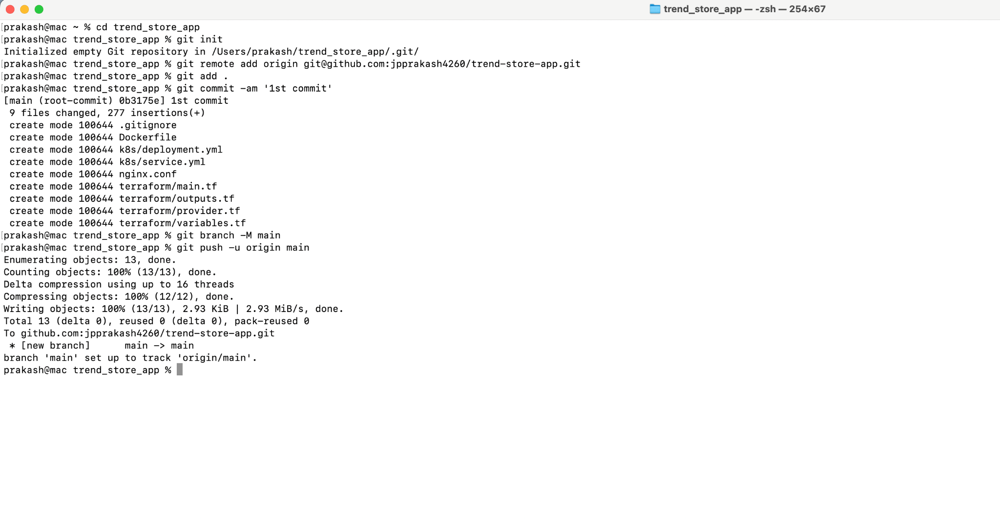 trend_store_app — -zsh — 254×67
prakash@mac ~ % cd trend_store_app
prakash@mac trend_store_app % git init
Initialized empty Git repository in /Users/prakash/trend_store_app/.git/
prakash@mac trend_store_app % git remote add origin git@github.com:jpprakash4260/trend-store-app.git
prakash@mac trend_store_app % git add .
prakash@mac trend_store_app % git commit -am '1st commit'
[main (root-commit) 0b3175e] 1st commit
 9 files changed, 277 insertions(+)
 create mode 100644 .gitignore
 create mode 100644 Dockerfile
 create mode 100644 k8s/deployment.yml
 create mode 100644 k8s/service.yml
 create mode 100644 nginx.conf
 create mode 100644 terraform/main.tf
 create mode 100644 terraform/outputs.tf
 create mode 100644 terraform/provider.tf
 create mode 100644 terraform/variables.tf
prakash@mac trend_store_app % git branch -M main
prakash@mac trend_store_app % git push -u origin main
Enumerating objects: 13, done.
Counting objects: 100% (13/13), done.
Delta compression using up to 16 threads
Compressing objects: 100% (12/12), done.
Writing objects: 100% (13/13), 2.93 KiB | 2.93 MiB/s, done.
Total 13 (delta 0), reused 0 (delta 0), pack-reused 0
To github.com:jpprakash4260/trend-store-app.git
 * [new branch]      main -> main
branch 'main' set up to track 'origin/main'.
prakash@mac trend_store_app %